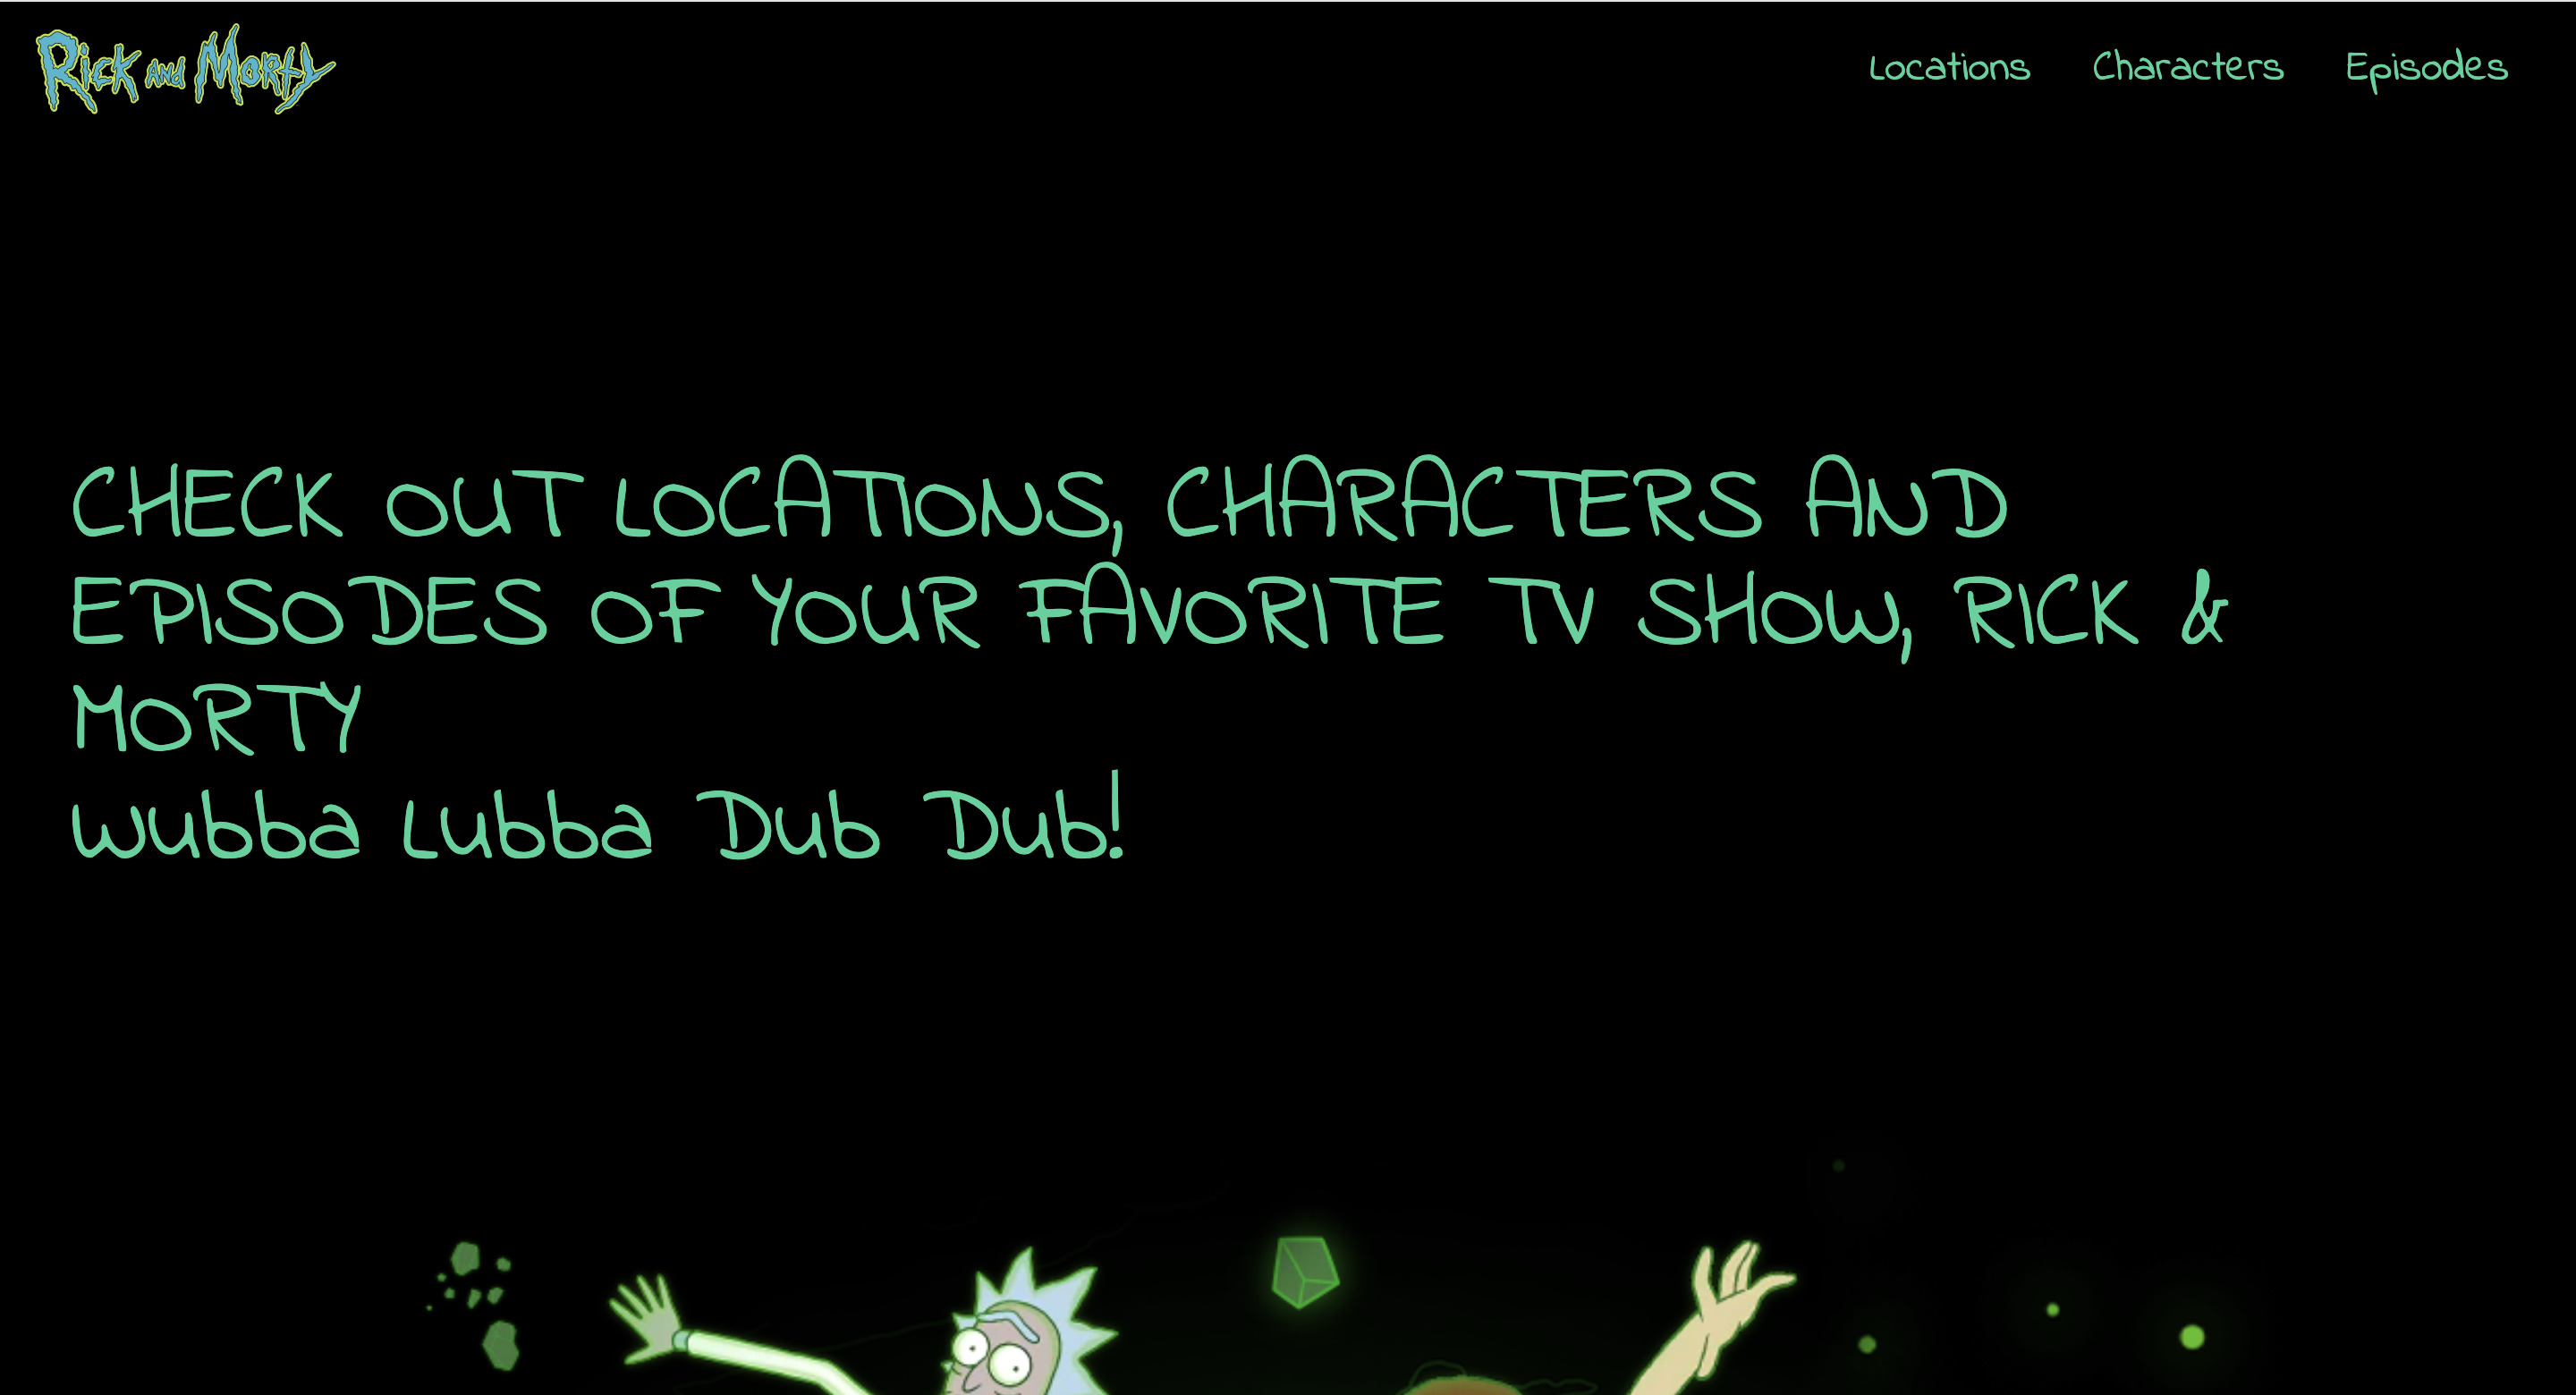 Rick and Morty
Locations Characters Episodes
CHECK OUT LOCATIONS, CHARACTERS AND
EPISODES OF YOUR FAVORITE TV SHOW, RICK &
MORTY
Wubba Lubba Dub Dub!